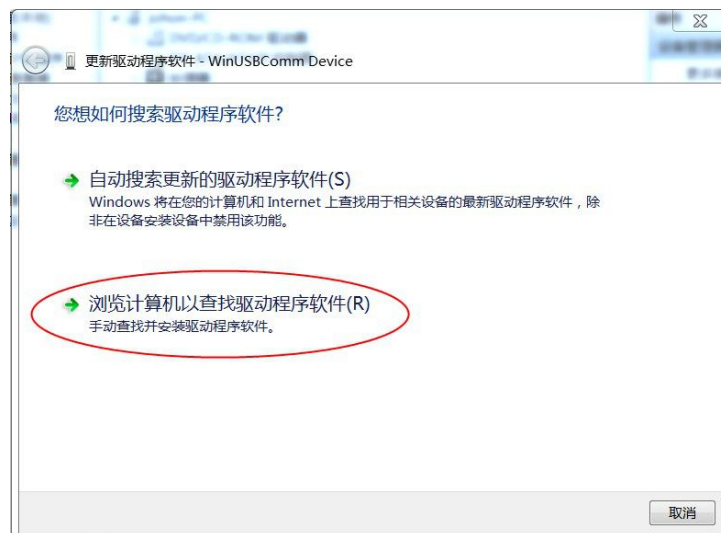 更新驱动程序软件 - WinUSBComm Device
您想如何搜索驱动程序软件?
自动搜索更新的驱动程序软件(S)
Windows 将在您的计算机和 Internet 上查找用于相关设备的最新驱动程序软件，除
非在设备安装设备中禁用该功能。
浏览计算机以查找驱动程序软件(R)
手动查找并安装驱动程序软件。
取消